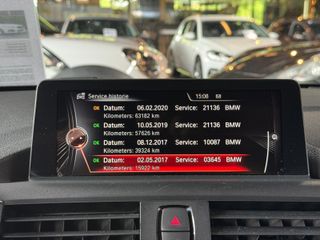 Service historie 15:08
OK Datum: 06.02.2020 Service: 21136 BMW
Kilometers: 63182 km
OK Datum: 10.05.2019 Service: 21136 BMW
Kilometers: 57626 km
OK Datum: 08.12.2017 Service: 10087 BMW
Kilometers: 39324 km
OK Datum: 02.05.2017 Service: 03645 BMW
Kilometers: 15922 km